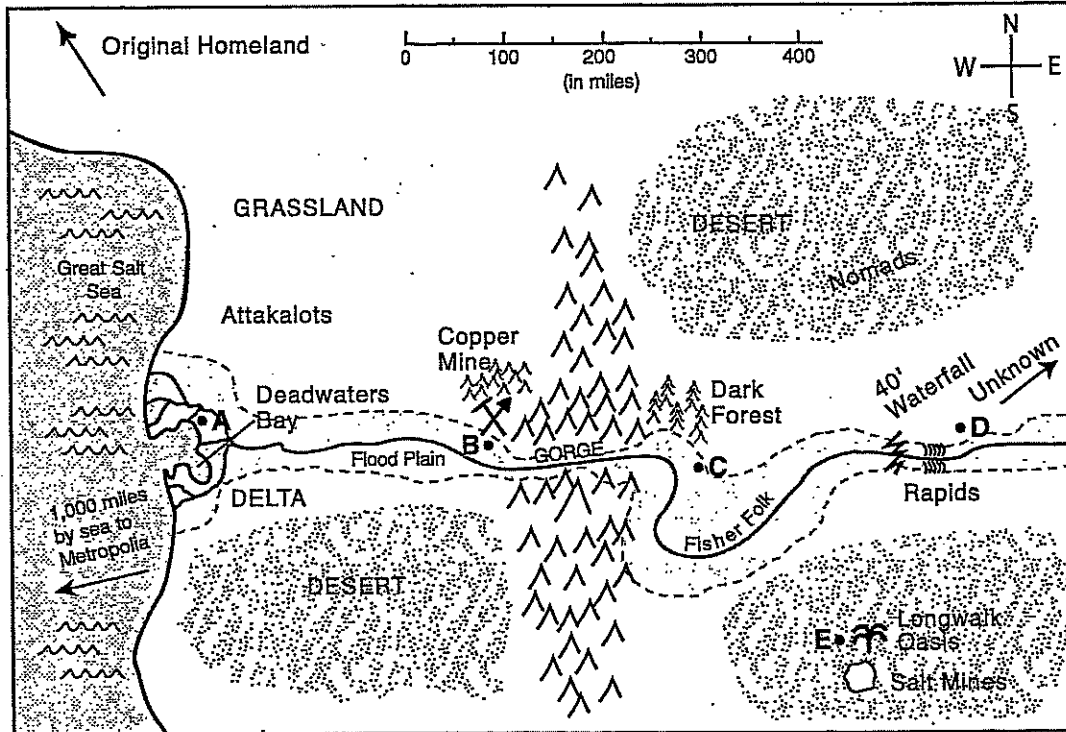 Original Homeland
0 100 200 300 400
(in miles)
N
W E
S
GRASSLAND
DESERT
Nomads
Great Salt
Sea
Attakalots
Copper
Mine
Deadwaters
Bay
A
B
Flood Plain
GORGE
Dark
Forest
C
Fisher Folk
40'
Waterfall
Unknown
D
Rapids
DELTA
1,000 miles
by sea to
Metropolia
DESERT
E
Longwalk
Oasis
Salt Mines